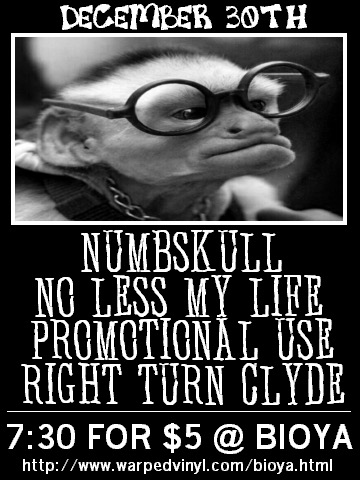 DECEMBER 30TH
NUMBSKULL
NO LESS MY LIFE
PROMOTIONAL USE
RIGHT TURN CLYDE
7:30 FOR $5 @ BIOYA
http://www.warpedvinyl.com/bioya.html